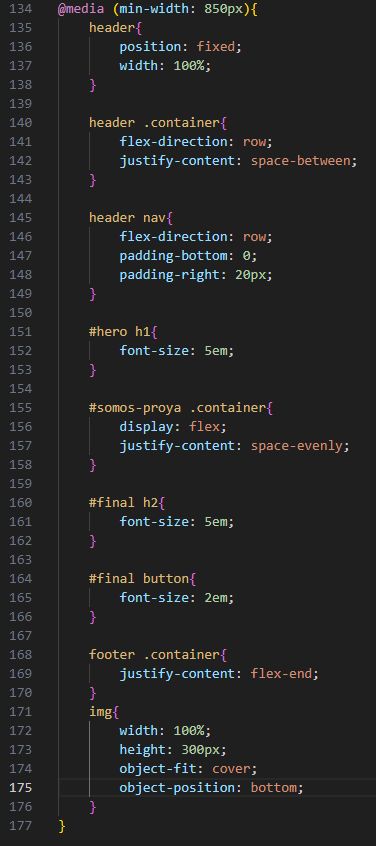 134 @media (min-width: 850px){
135     header{
136         position: fixed;
137         width: 100%;
138     }
139
140     header .container{
141         flex-direction: row;
142         justify-content: space-between;
143     }
144
145     header nav{
146         flex-direction: row;
147         padding-bottom: 0;
148         padding-right: 20px;
149     }
150
151     #hero h1{
152         font-size: 5em;
153     }
154
155     #somos-proya .container{
156         display: flex;
157         justify-content: space-evenly;
158     }
159
160     #final h2{
161         font-size: 5em;
162     }
163
164     #final button{
165         font-size: 2em;
166     }
167
168     footer .container{
169         justify-content: flex-end;
170     }
171     img{
172         width: 100%;
173         height: 300px;
174         object-fit: cover;
175         object-position: bottom;
176     }
177 }